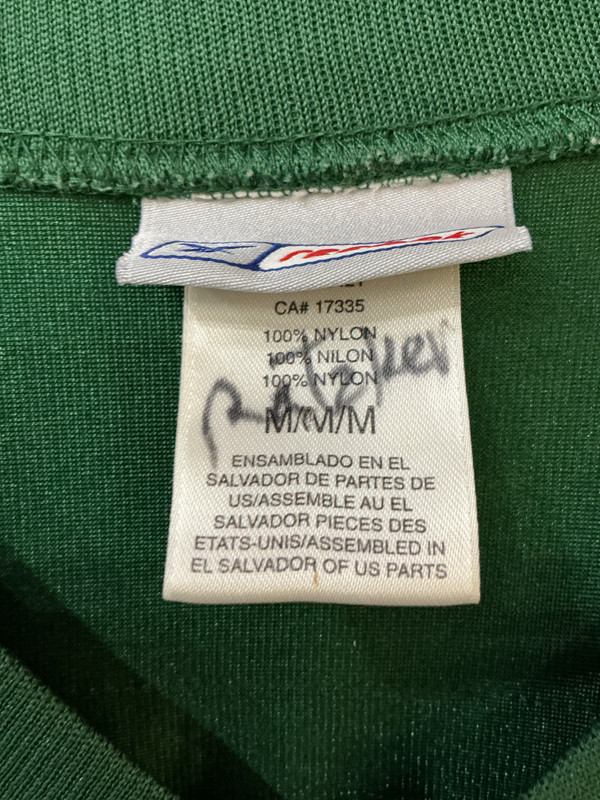 Reebok
CA# 17335
100% NYLON
100% NILON
100% NYLON
M/M/M
ENSAMBLADO EN EL
SALVADOR DE PARTES DE
US/ASSEMBLE AU EL
SALVADOR PIECES DES
ETATS-UNIS/ASSEMBLED IN
EL SALVADOR OF US PARTS